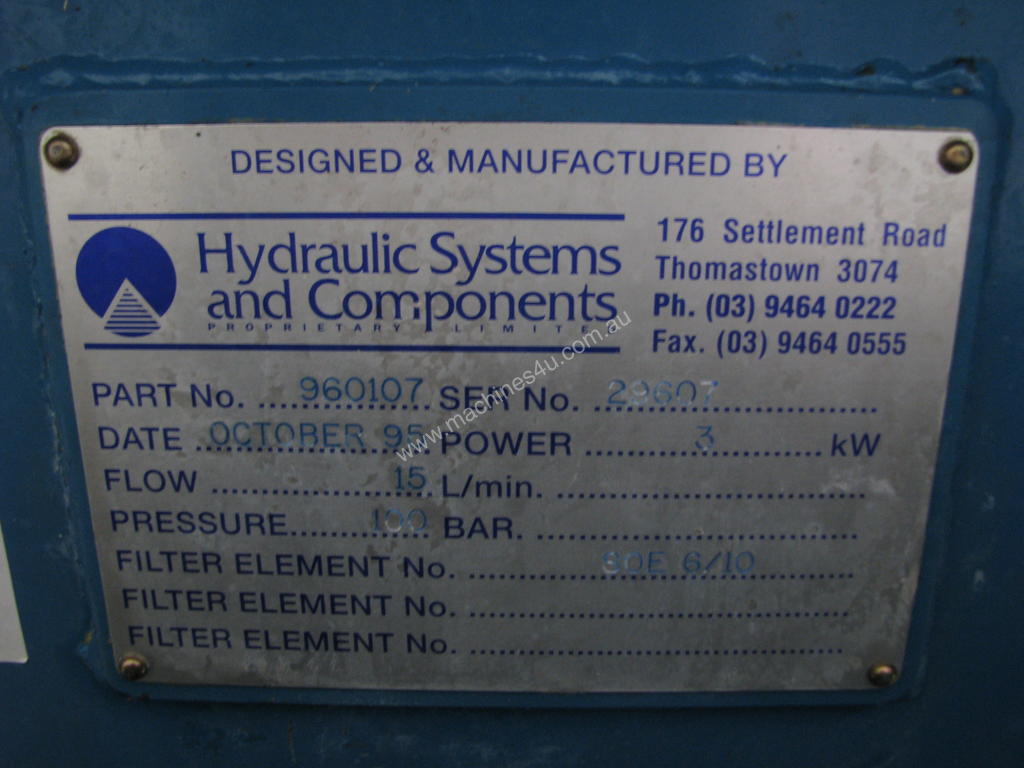 DESIGNED & MANUFACTURED BY
Hydraulic Systems
and Components
PROPRIETARY LIMITED
176 Settlement Road
Thomastown 3074
Ph. (03) 9464 0222
Fax. (03) 9464 0555
PART No. ........960107 SER No. ..29607................
DATE ..OCTOBER 95 POWER ..........3.......... kW
FLOW ..................15 L/min. ............................
PRESSURE.........100 BAR. .............................
FILTER ELEMENT No. ............60E 6/10..........
FILTER ELEMENT No. ...................................
FILTER ELEMENT No. ...................................
www.machines4u.com.au